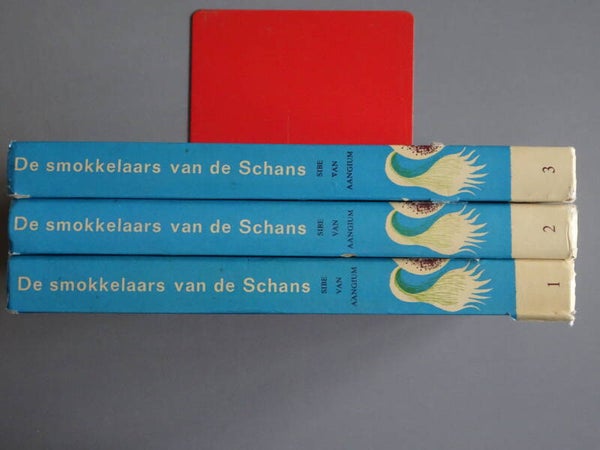 De smokkelaars van de Schans
SIBE
VAN
AANGIUM
3
De smokkelaars van de Schans
SIBE
VAN
AANGIUM
2
De smokkelaars van de Schans
SIBE
VAN
AANGIUM
1